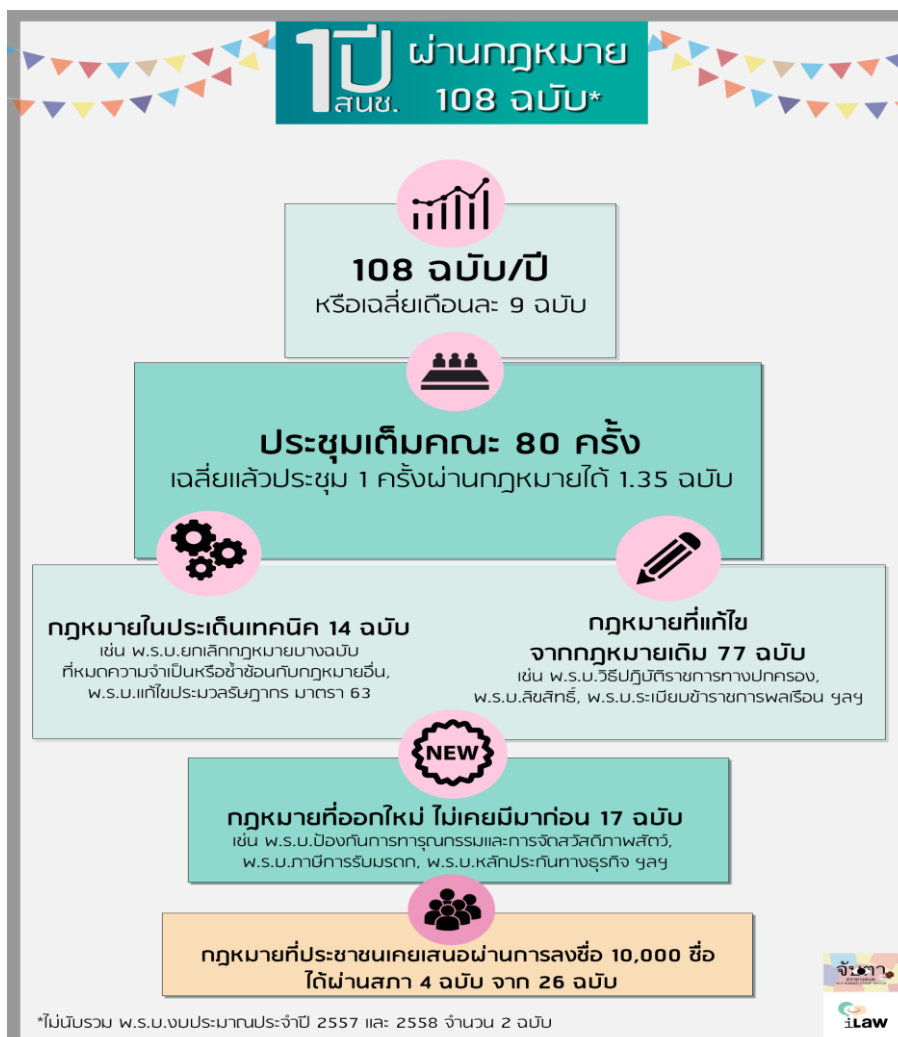 1ปี สนช.
ผ่านกฎหมาย
108 ฉบับ*
108 ฉบับ/ปี
หรือเฉลี่ยเดือนละ 9 ฉบับ
ประชุมเต็มคณะ 80 ครั้ง
เฉลี่ยแล้วประชุม 1 ครั้งผ่านกฎหมายได้ 1.35 ฉบับ
กฎหมายในประเด็นเทคนิค 14 ฉบับ
เช่น พ.ร.บ.ยกเลิกกฎหมายบางฉบับ
ที่หมดความจำเป็นหรือซ้ำซ้อนกับกฎหมายอื่น,
พ.ร.บ.แก้ไขประมวลรัษฎากร มาตรา 63
กฎหมายที่แก้ไข
จากกฎหมายเดิม 77 ฉบับ
เช่น พ.ร.บ.วิธีปฏิบัติราชการทางปกครอง,
พ.ร.บ.ลิขสิทธิ์, พ.ร.บ.ระเบียบข้าราชการพลเรือน ฯลฯ
NEW
กฎหมายที่ออกใหม่ ไม่เคยมีมาก่อน 17 ฉบับ
เช่น พ.ร.บ.ป้องกันการทารุณกรรมและการจัดสวัสดิภาพสัตว์,
พ.ร.บ.ภาษีการรับมรดก, พ.ร.บ.หลักประกันทางธุรกิจ ฯลฯ
กฎหมายที่ประชาชนเคยเสนอผ่านการลงชื่อ 10,000 ชื่อ
ได้ผ่านสภา 4 ฉบับ จาก 26 ฉบับ
จับตา
iLaw
*ไม่นับรวม พ.ร.บ.งบประมาณประจำปี 2557 และ 2558 จำนวน 2 ฉบับ